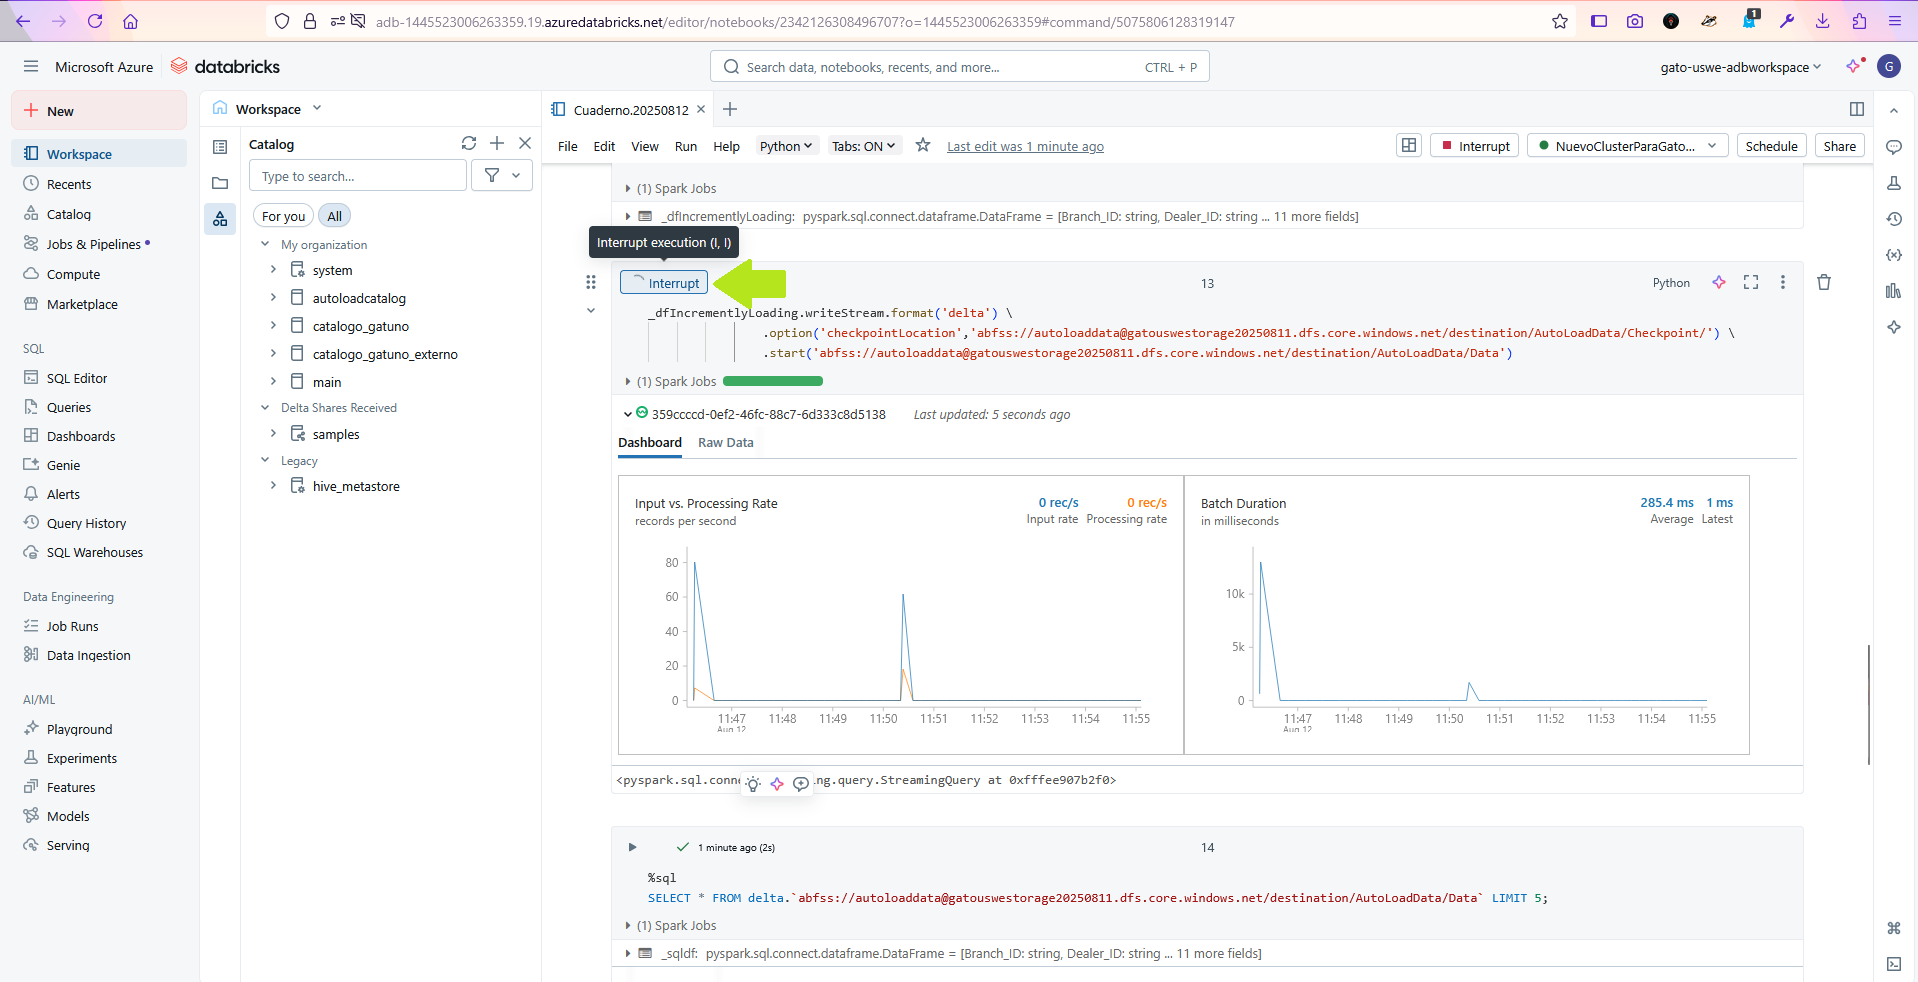 adb-1445523006263359.19.azuredatabricks.net/editor/notebooks/2342126308496707?o=1445523006263359#command/5075806128319147
1
Microsoft Azure
databricks
Search data, notebooks, recents, and more...
CTRL + P
gato-uswe-adbworkspace
G
New
Workspace
Recents
Catalog
Jobs & Pipelines
Compute
Marketplace
SQL
SQL Editor
Queries
Dashboards
Genie
Alerts
Query History
SQL Warehouses
Data Engineering
Job Runs
Data Ingestion
AI/ML
Playground
Experiments
Features
Models
Serving
Workspace
Catalog
Type to search...
For you
All
My organization
system
autoloadcatalog
catalogo_gatuno
catalogo_gatuno_externo
main
Delta Shares Received
samples
Legacy
hive_metastore
Cuaderno.20250812
File Edit View Run Help Python Tabs: ON Last edit was 1 minute ago
Interrupt
NuevoClusterParaGato...
Schedule
Share
(1) Spark Jobs
_dfIncrementlyLoading: pyspark.sql.connect.dataframe.DataFrame = [Branch_ID: string, Dealer_ID: string ... 11 more fields]
Interrupt execution (I, I)
Interrupt
13
Python
_dfIncrementlyLoading.writeStream.format('delta') \
.option('checkpointLocation','abfss://autoloaddata@gatouswestorage20250811.dfs.core.windows.net/destination/AutoLoadData/Checkpoint/') \
.start('abfss://autoloaddata@gatouswestorage20250811.dfs.core.windows.net/destination/AutoLoadData/Data')
(1) Spark Jobs
359ccccd-0ef2-46fc-88c7-6d333c8d5138
Last updated: 5 seconds ago
Dashboard
Raw Data
Input vs. Processing Rate
records per second
0 rec/s
Input rate
0 rec/s
Processing rate
80
60
40
20
0
11:47 11:48 11:49 11:50 11:51 11:52 11:53 11:54 11:55
Aug 12
Batch Duration
in milliseconds
285.4 ms
Average
1 ms
Latest
10k
5k
0
11:47 11:48 11:49 11:50 11:51 11:52 11:53 11:54 11:55
Aug 12
<pyspark.sql.conne ng.query.StreamingQuery at 0xfffee907b2f0>
1 minute ago (2s)
14
%sql
SELECT * FROM delta.`abfss://autoloaddata@gatouswestorage20250811.dfs.core.windows.net/destination/AutoLoadData/Data` LIMIT 5;
(1) Spark Jobs
_sqldf: pyspark.sql.connect.dataframe.DataFrame = [Branch_ID: string, Dealer_ID: string ... 11 more fields]